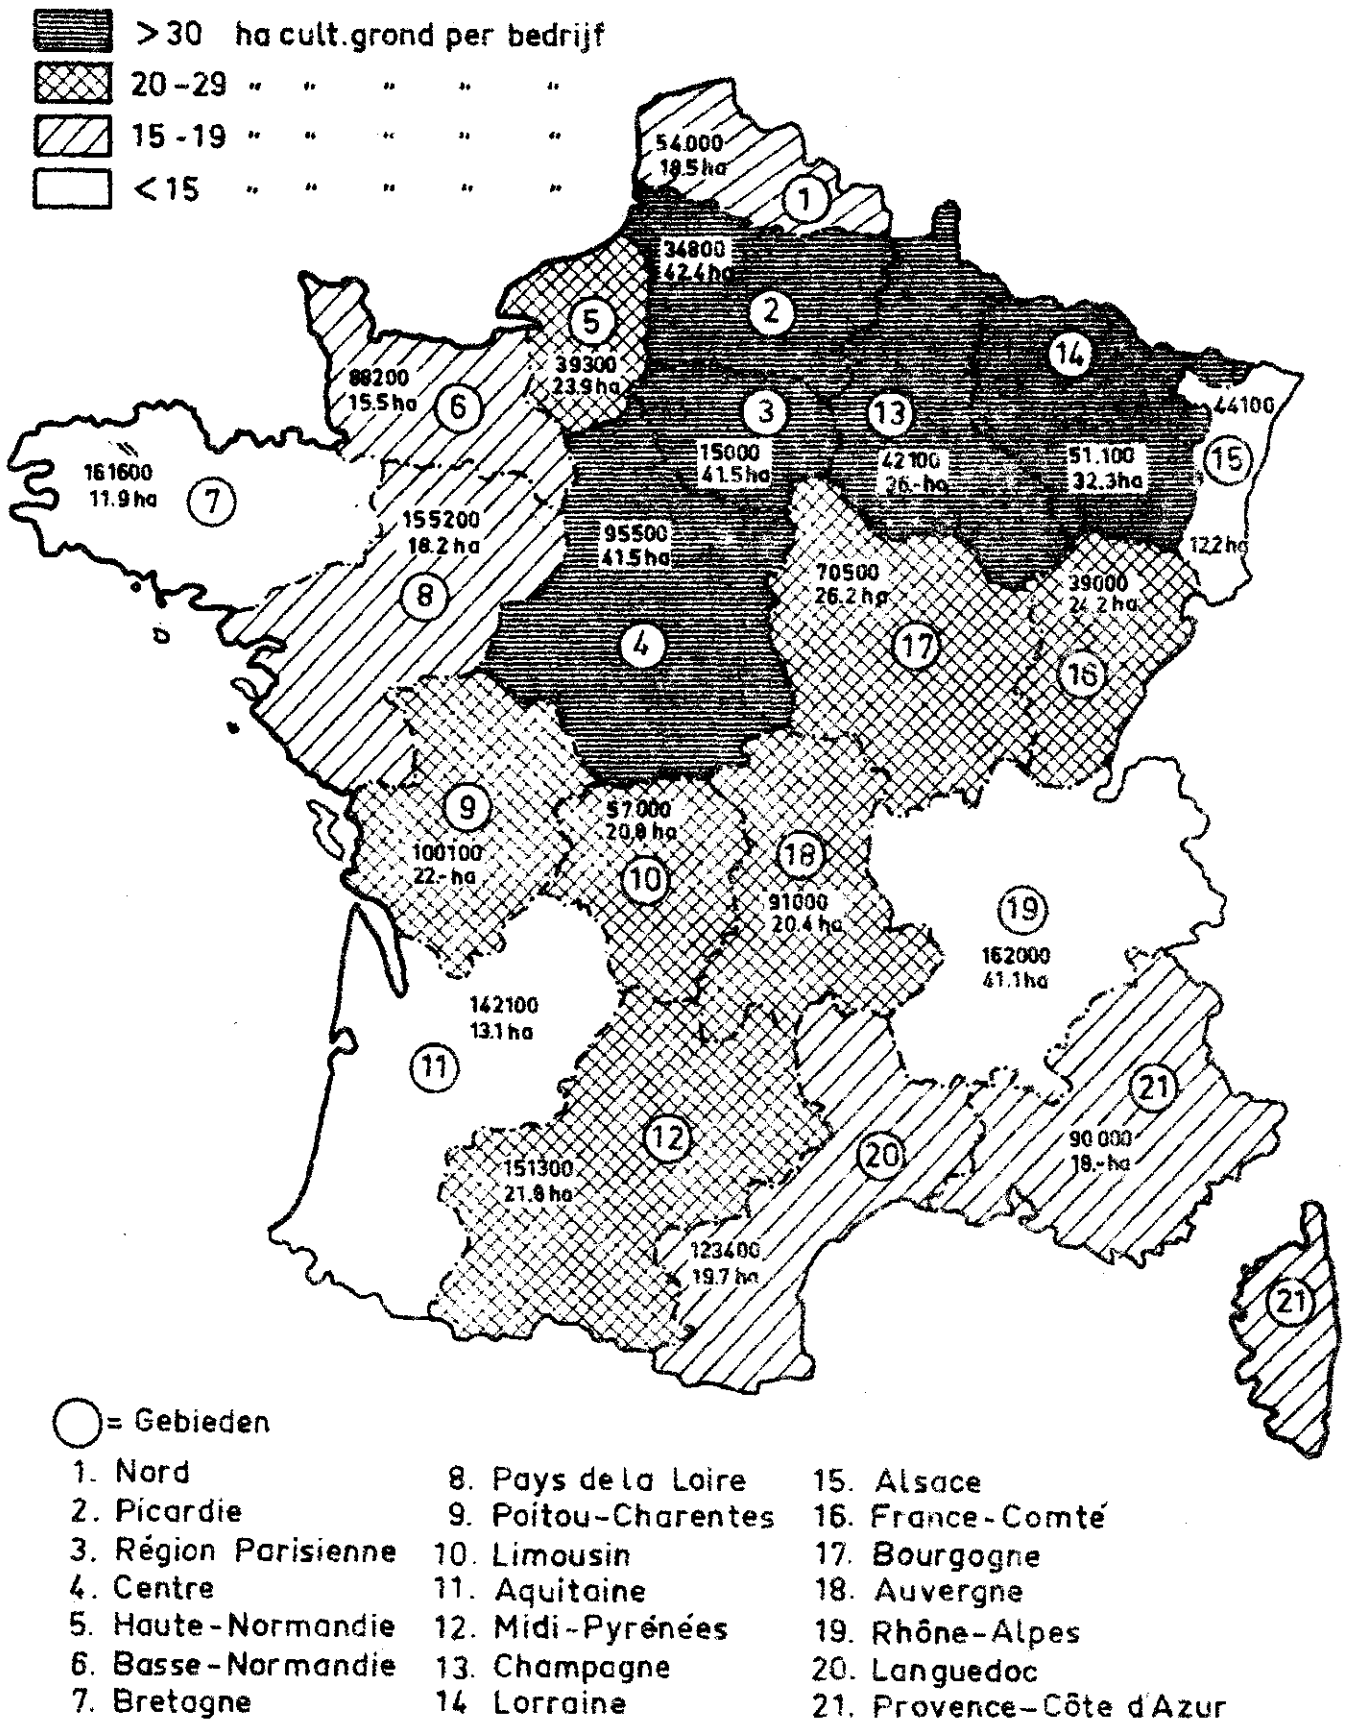 >30 ha cult.grond per bedrijf
20-29 " " " " "
15-19 " " " " "
<15 " " " " "
54.000
18.5 ha
1
34800
42.4 ha
2
5
39300
23.9 ha
14
88200
15.5 ha
6
3
13
44100
15000
41.5 ha
42100
26.- ha
51.100
32.3 ha
15
12.2 ha
161600
11.9 ha
7
155200
18.2 ha
8
95500
41.5 ha
4
70500
26.2 ha
17
39000
24.2 ha
16
9
100100
22.- ha
57000
20.8 ha
10
18
91000
20.4 ha
19
162000
41.1 ha
142100
13.1 ha
11
21
90 000
18.- ha
12
151300
21.8 ha
20
123400
19.7 ha
21
= Gebieden
1. Nord
2. Picardie
3. Région Parisienne
4. Centre
5. Haute-Normandie
6. Basse-Normandie
7. Bretagne
8. Pays de la Loire
9. Poitou-Charentes
10. Limousin
11. Aquitaine
12. Midi-Pyrénées
13. Champagne
14 Lorraine
15. Alsace
16. France-Comté
17. Bourgogne
18. Auvergne
19. Rhône-Alpes
20. Languedoc
21. Provence-Côte d'Azur